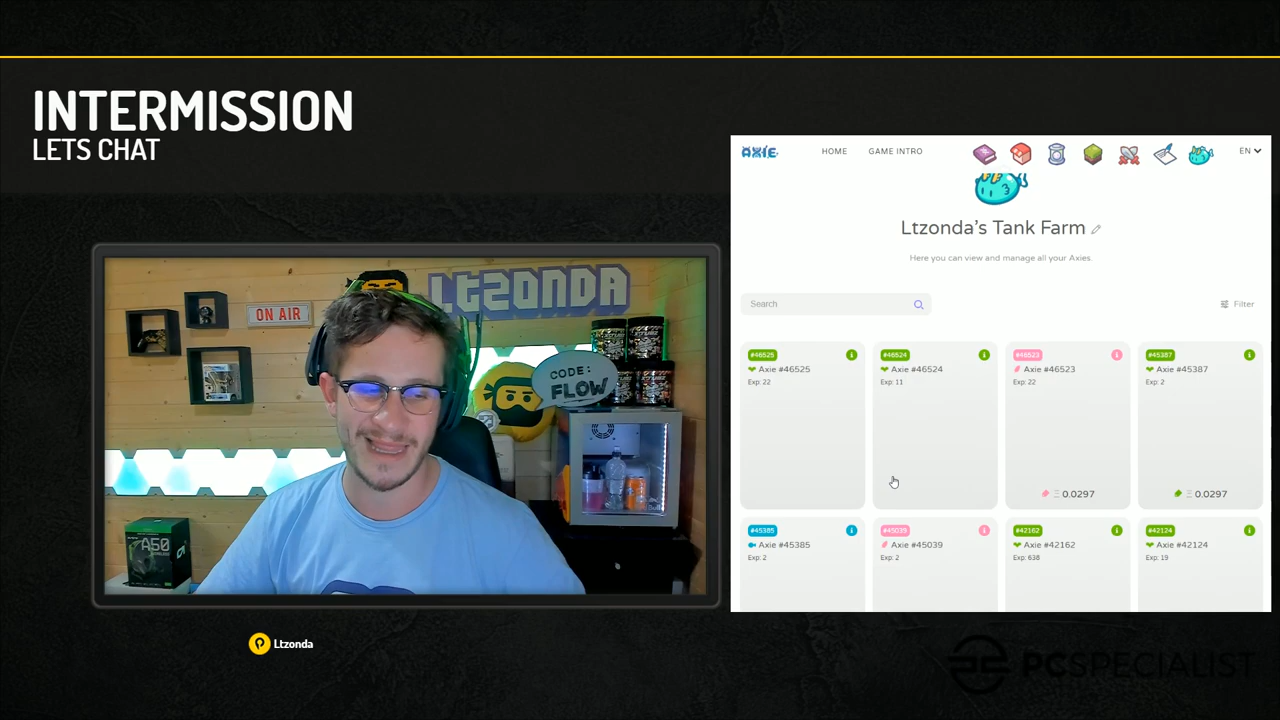 INTERMISSION
LETS CHAT
AXIE
HOME
GAME INTRO
EN
Ltzonda's Tank Farm
Here you can view and manage all your Axies.
Search
Filter
#46525
Axie #46525
Exp: 22
#46524
Axie #46524
Exp: 11
#46523
Axie #46523
Exp: 22
Ξ 0.0297
#45387
Axie #45387
Exp: 2
Ξ 0.0297
#45385
Axie #45385
Exp: 2
#45039
Axie #45039
Exp: 2
#42162
Axie #42162
Exp: 638
#42124
Axie #42124
Exp: 19
LTZONDA
ON AIR
CODE:
FLOW
A50
Ltzonda
PCSPECIALIST